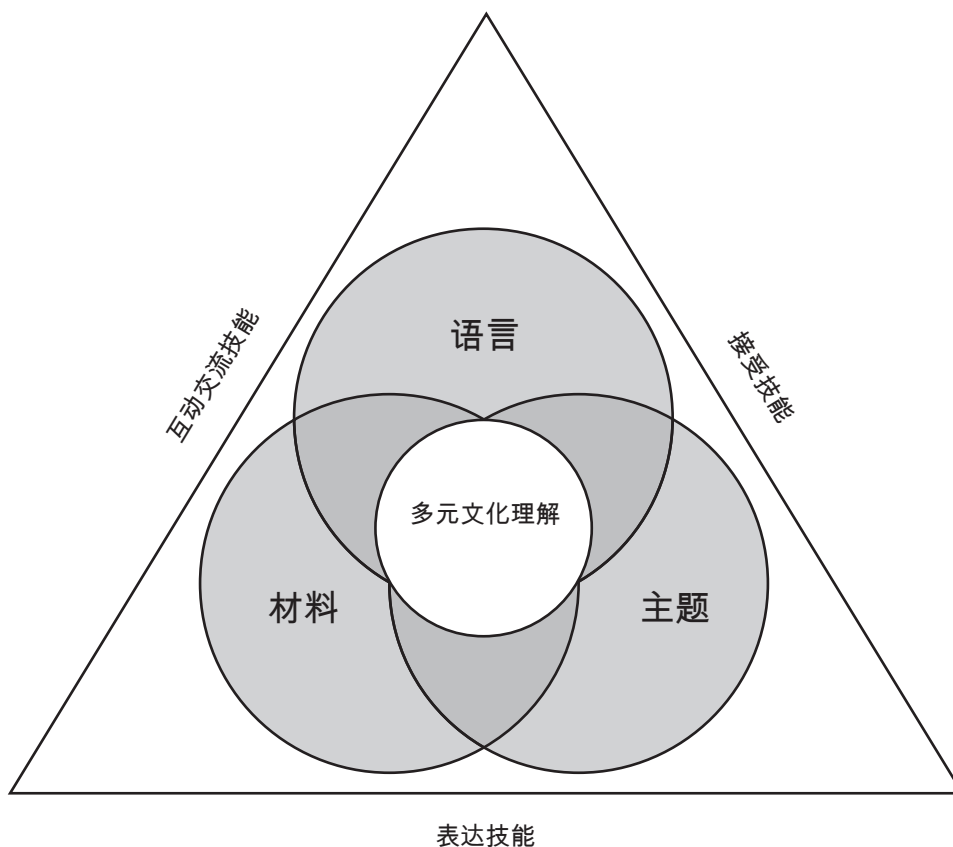 语言
互动交流技能
接受技能
多元文化理解
材料
主题
表达技能